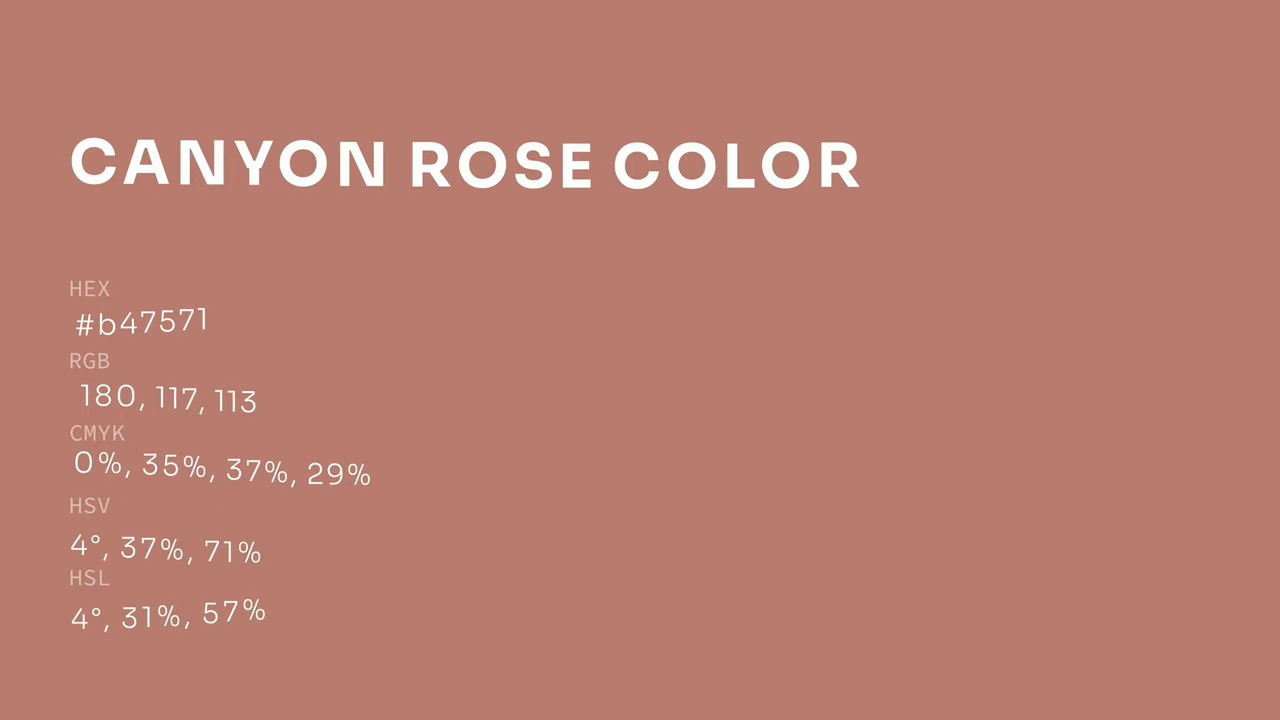 CANYON ROSE COLOR
HEX
#b47571
RGB
180, 117, 113
CMYK
0%, 35%, 37%, 29%
HSV
4°, 37%, 71%
HSL
4°, 31%, 57%